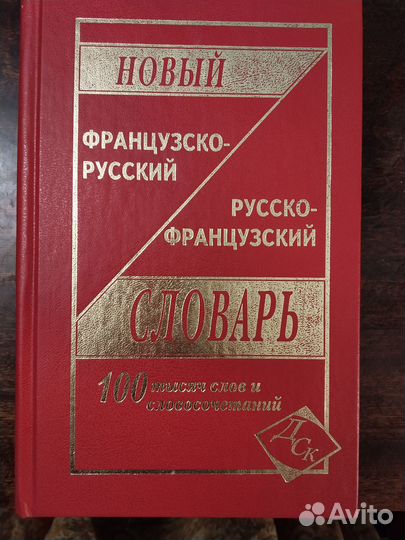 НОВЫЙ
ФРАНЦУЗСКО-
РУССКИЙ
РУССКО-
ФРАНЦУЗСКИЙ
СЛОВАРЬ
100 тысяч слов и
словосочетаний
ДСК
Avito